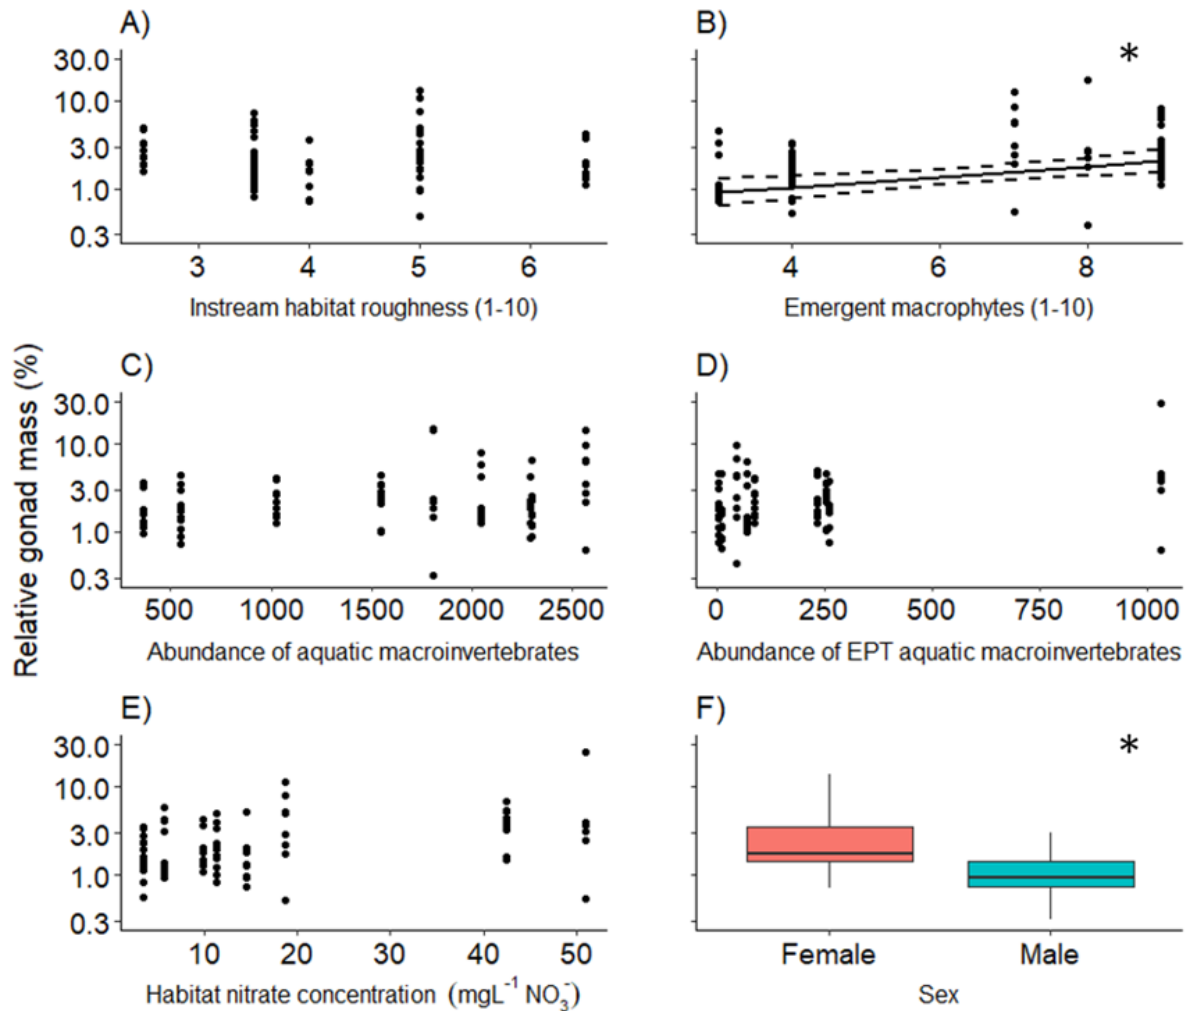 A)
30.0
10.0
3.0
1.0
0.3
3 4 5 6
Instream habitat roughness (1-10)
B)
*
4 6 8
Emergent macrophytes (1-10)
Relative gonad mass (%)
C)
30.0
10.0
3.0
1.0
0.3
500 1000 1500 2000 2500
Abundance of aquatic macroinvertebrates
D)
0 250 500 750 1000
Abundance of EPT aquatic macroinvertebrates
E)
30.0
10.0
3.0
1.0
0.3
10 20 30 40 50
Habitat nitrate concentration (mgL⁻¹ NO₃⁻)
F)
*
Female Male
Sex